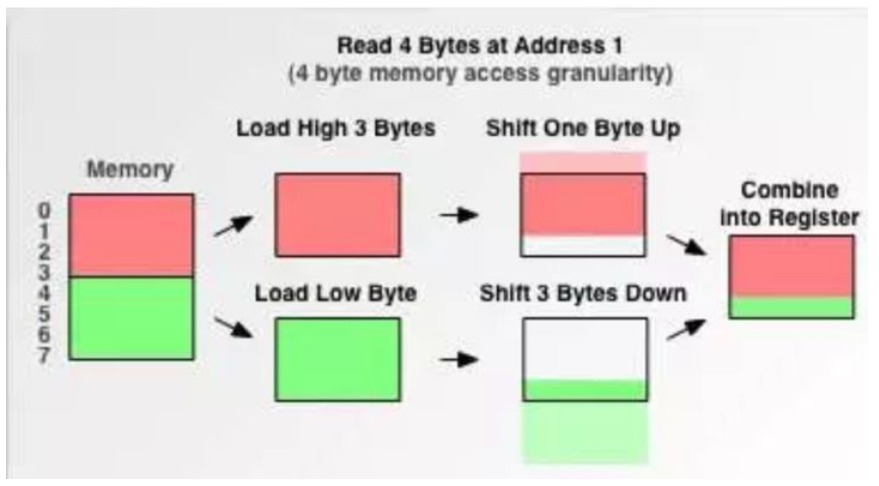 Read 4 Bytes at Address 1
(4 byte memory access granularity)
Load High 3 Bytes
Shift One Byte Up
Memory
0
1
2
3
4
5
6
7
Combine
into Register
Load Low Byte
Shift 3 Bytes Down